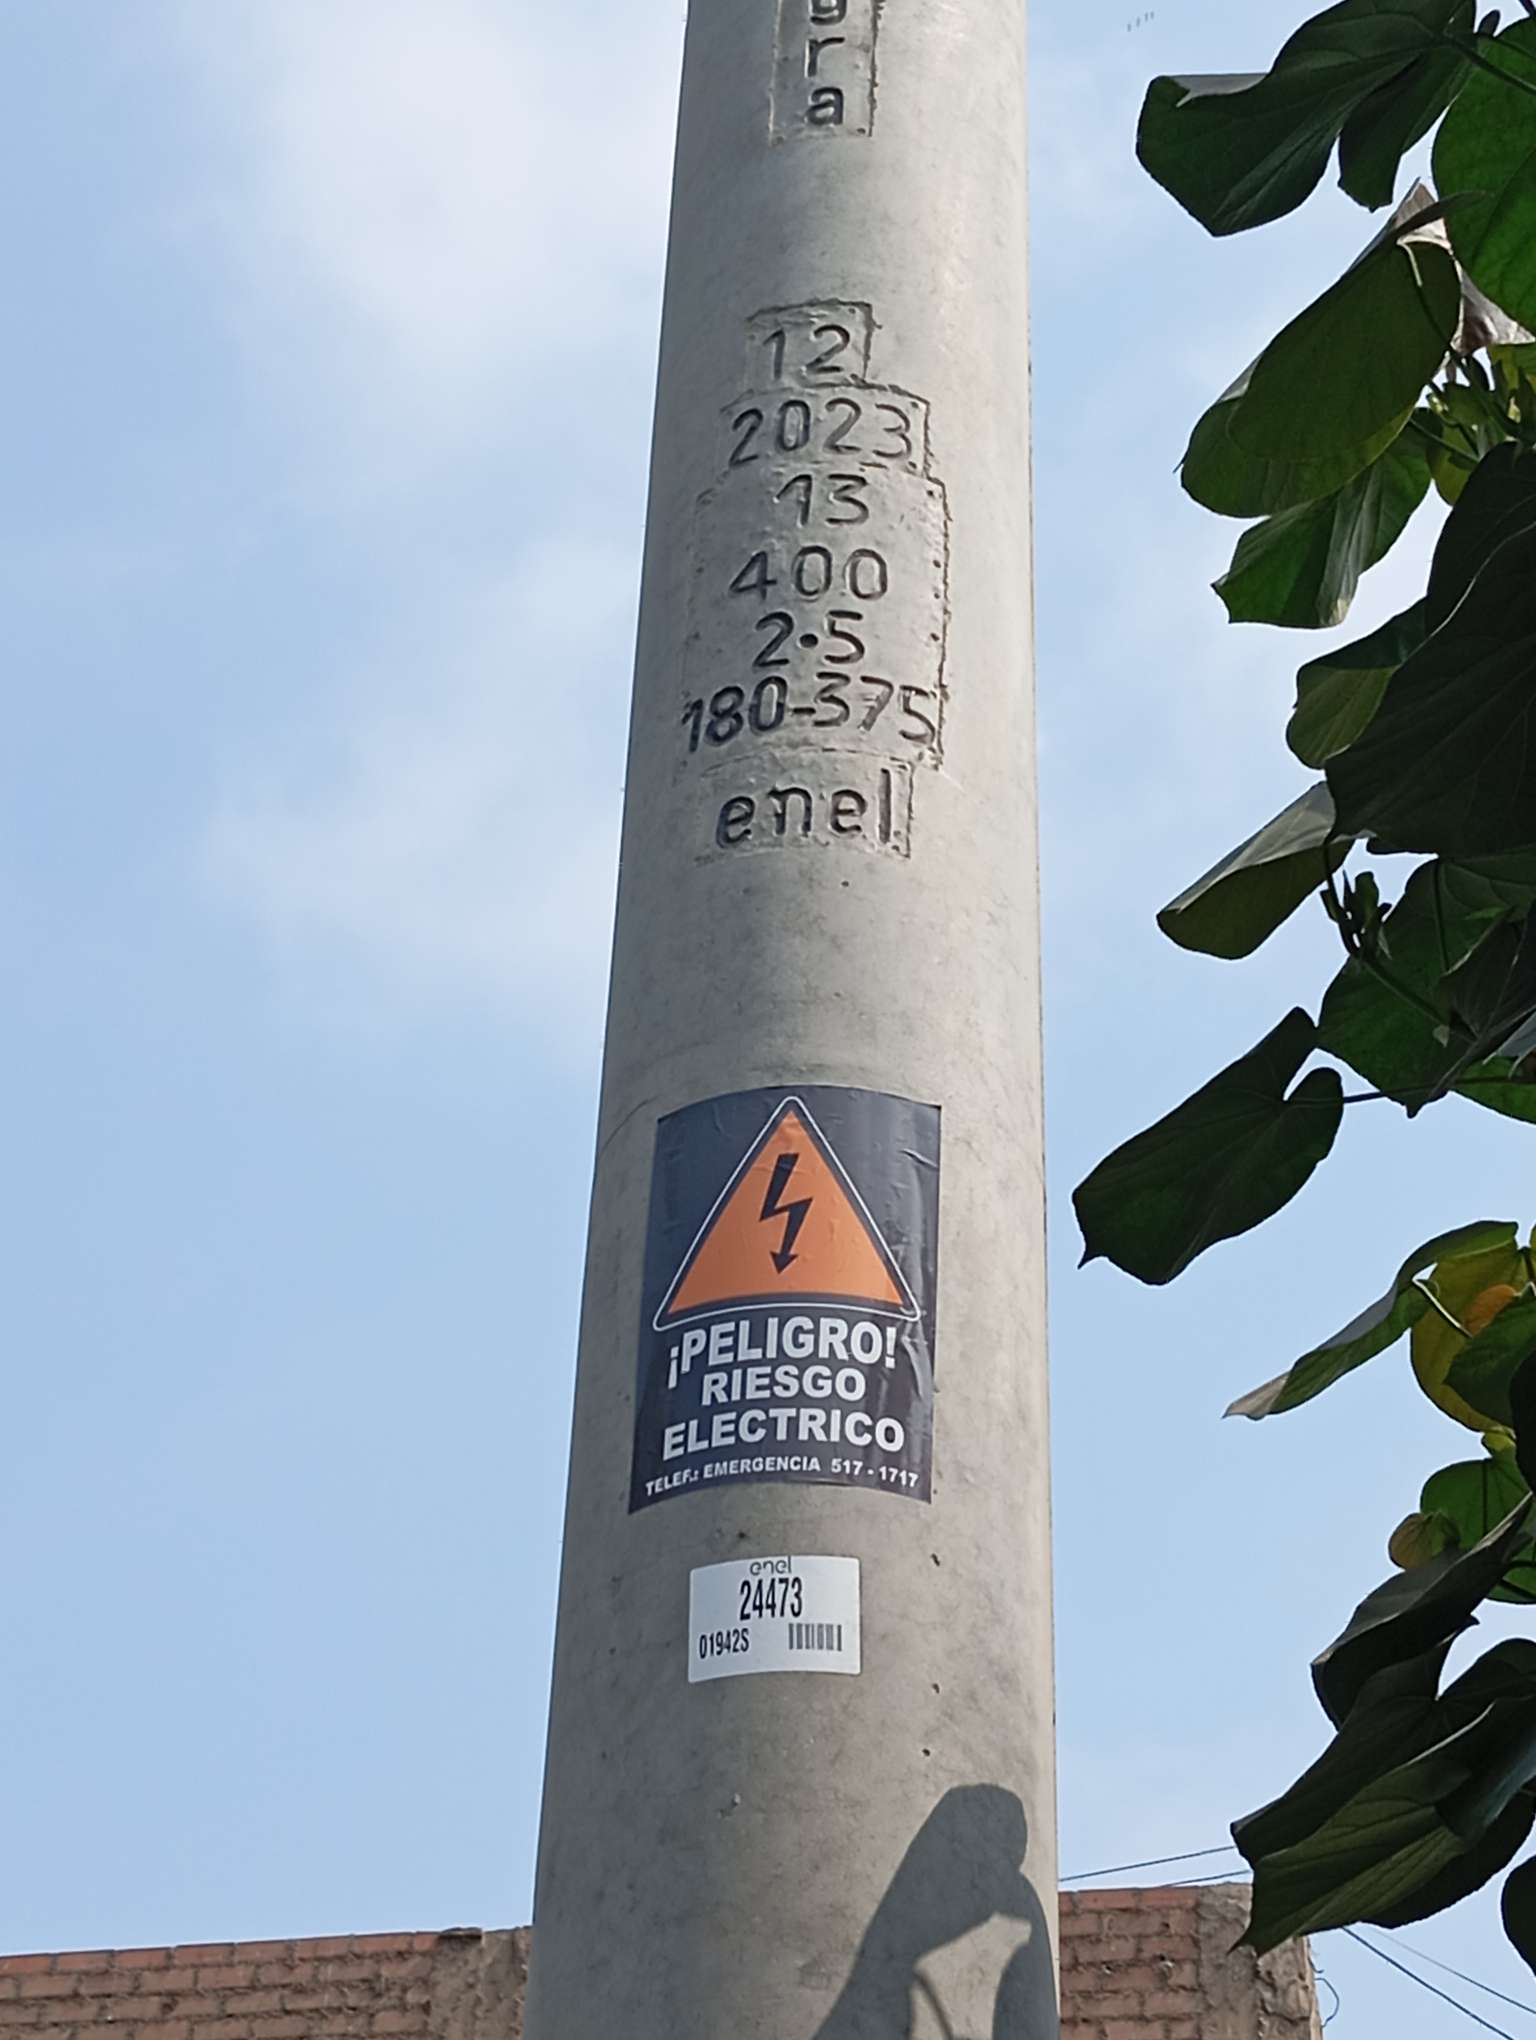 gra
12
2023
13
400
2.5
180-375
enel
¡PELIGRO!
RIESGO
ELECTRICO
TELEF.: EMERGENCIA 517 - 1717
enel
24473
01942S